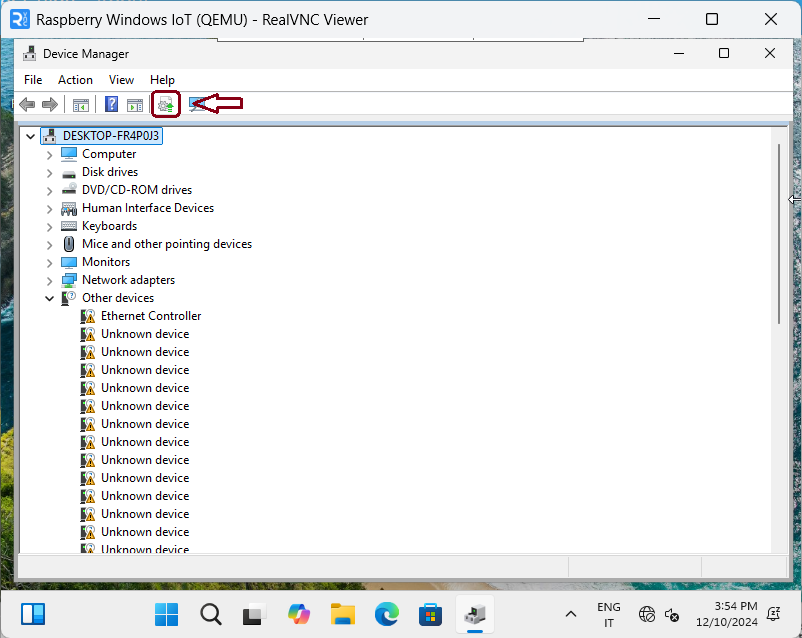 Raspberry Windows IoT (QEMU) - RealVNC Viewer
Device Manager
File Action View Help
DESKTOP-FR4P0J3
Computer
Disk drives
DVD/CD-ROM drives
Human Interface Devices
Keyboards
Mice and other pointing devices
Monitors
Network adapters
Other devices
Ethernet Controller
Unknown device
Unknown device
Unknown device
Unknown device
Unknown device
Unknown device
Unknown device
Unknown device
Unknown device
Unknown device
Unknown device
Unknown device
Unknown device
ENG
IT
3:54 PM
12/10/2024